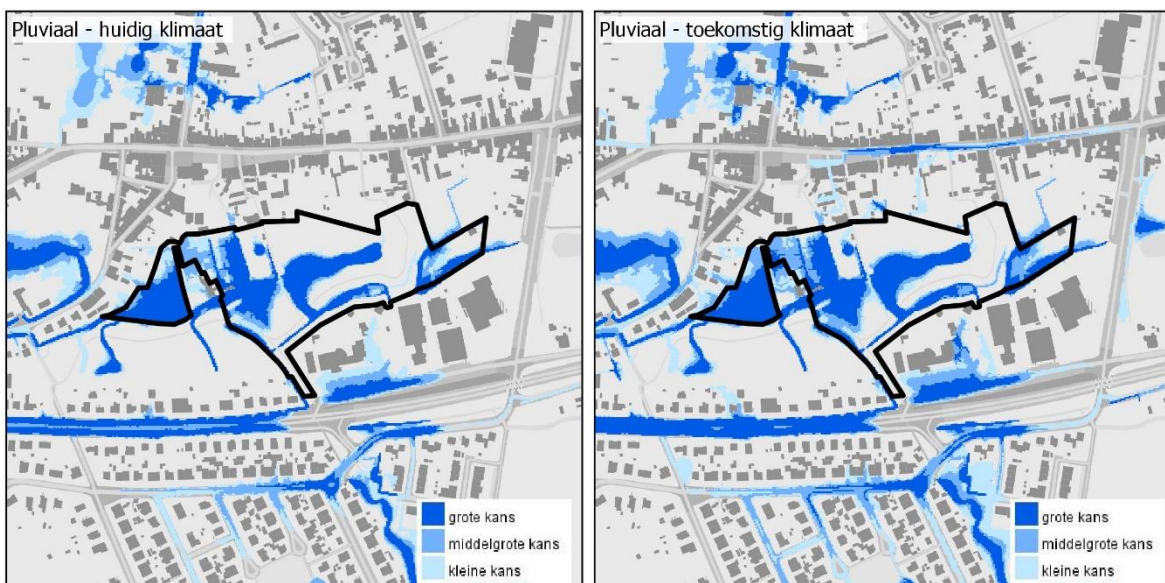 Pluviaal - huidig klimaat
grote kans
middelgrote kans
kleine kans
Pluviaal - toekomstig klimaat
grote kans
middelgrote kans
kleine kans